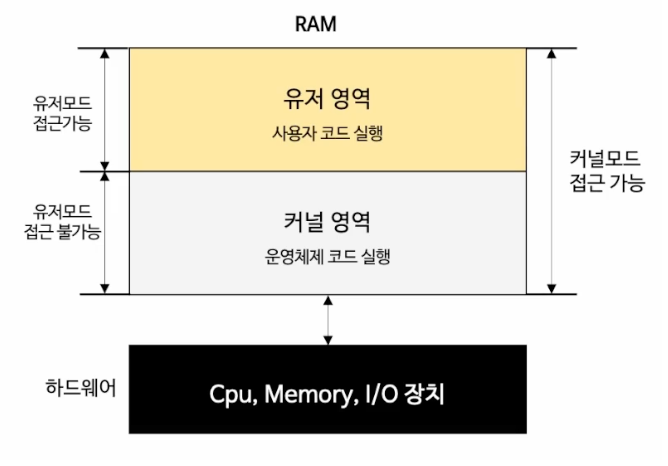 RAM
유저모드
접근가능
유저 영역
사용자 코드 실행
커널모드
접근 가능
유저모드
접근 불가능
커널 영역
운영체제 코드 실행
하드웨어
Cpu, Memory, I/O 장치